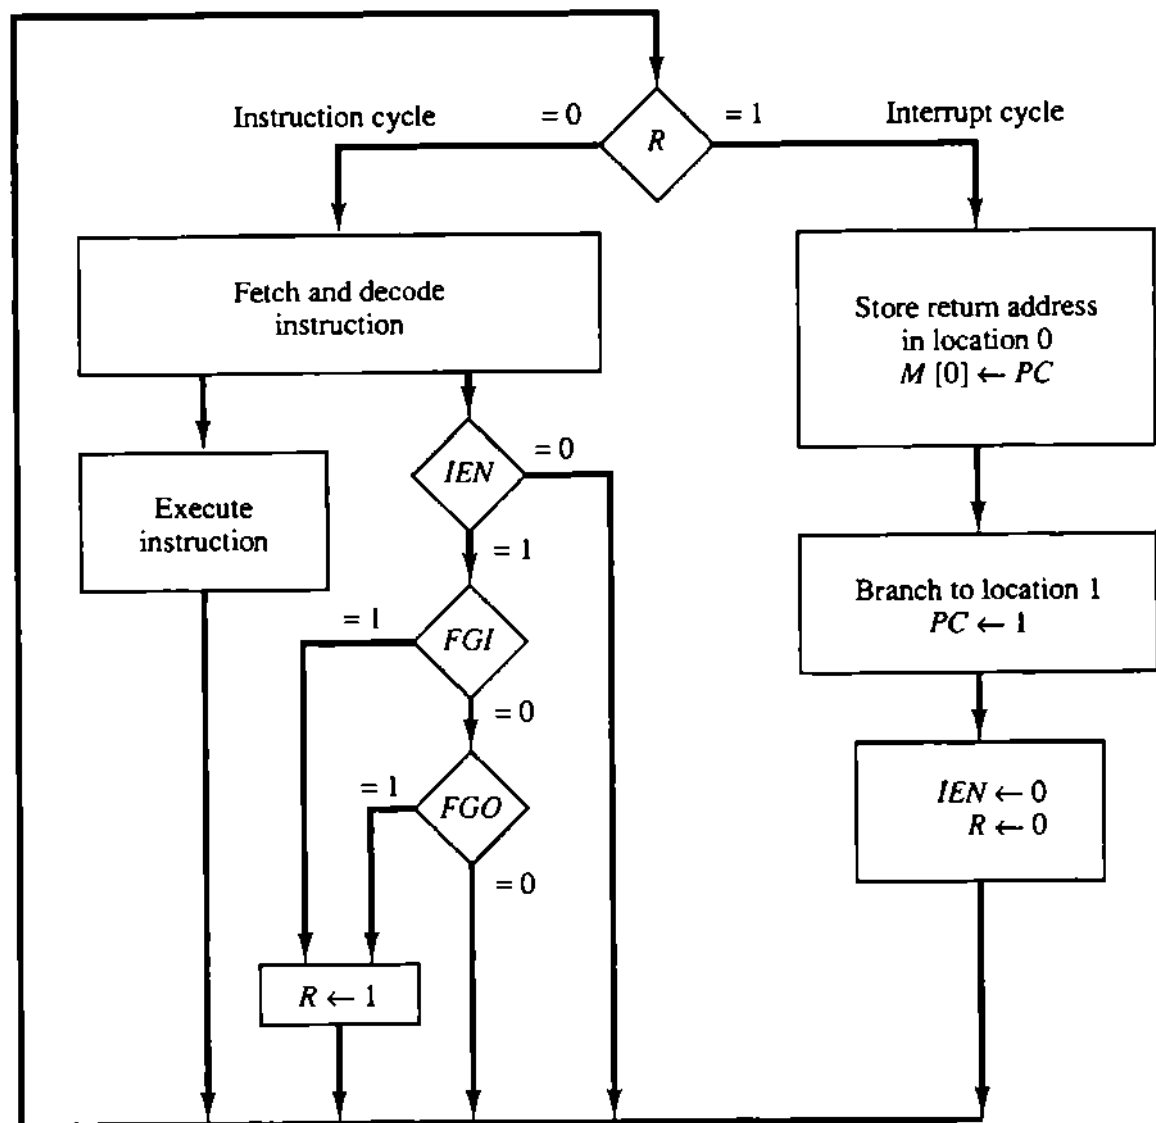 R
Instruction cycle
= 0
= 1
Interrupt cycle
Fetch and decode
instruction
Store return address
in location 0
M [0] ← PC
Execute
instruction
IEN
= 0
= 1
Branch to location 1
PC ← 1
= 1
FGI
= 0
= 1
FGO
= 0
IEN ← 0
R ← 0
R ← 1